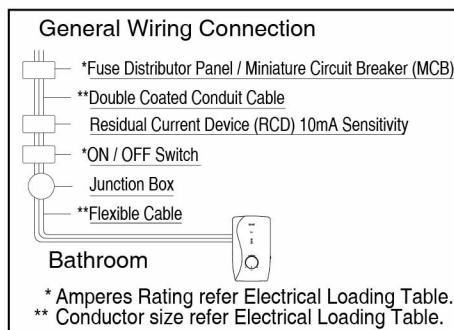 General Wiring Connection
*Fuse Distributor Panel / Miniature Circuit Breaker (MCB)
**Double Coated Conduit Cable
Residual Current Device (RCD) 10mA Sensitivity
*ON / OFF Switch
Junction Box
**Flexible Cable
Bathroom
* Amperes Rating refer Electrical Loading Table.
** Conductor size refer Electrical Loading Table.